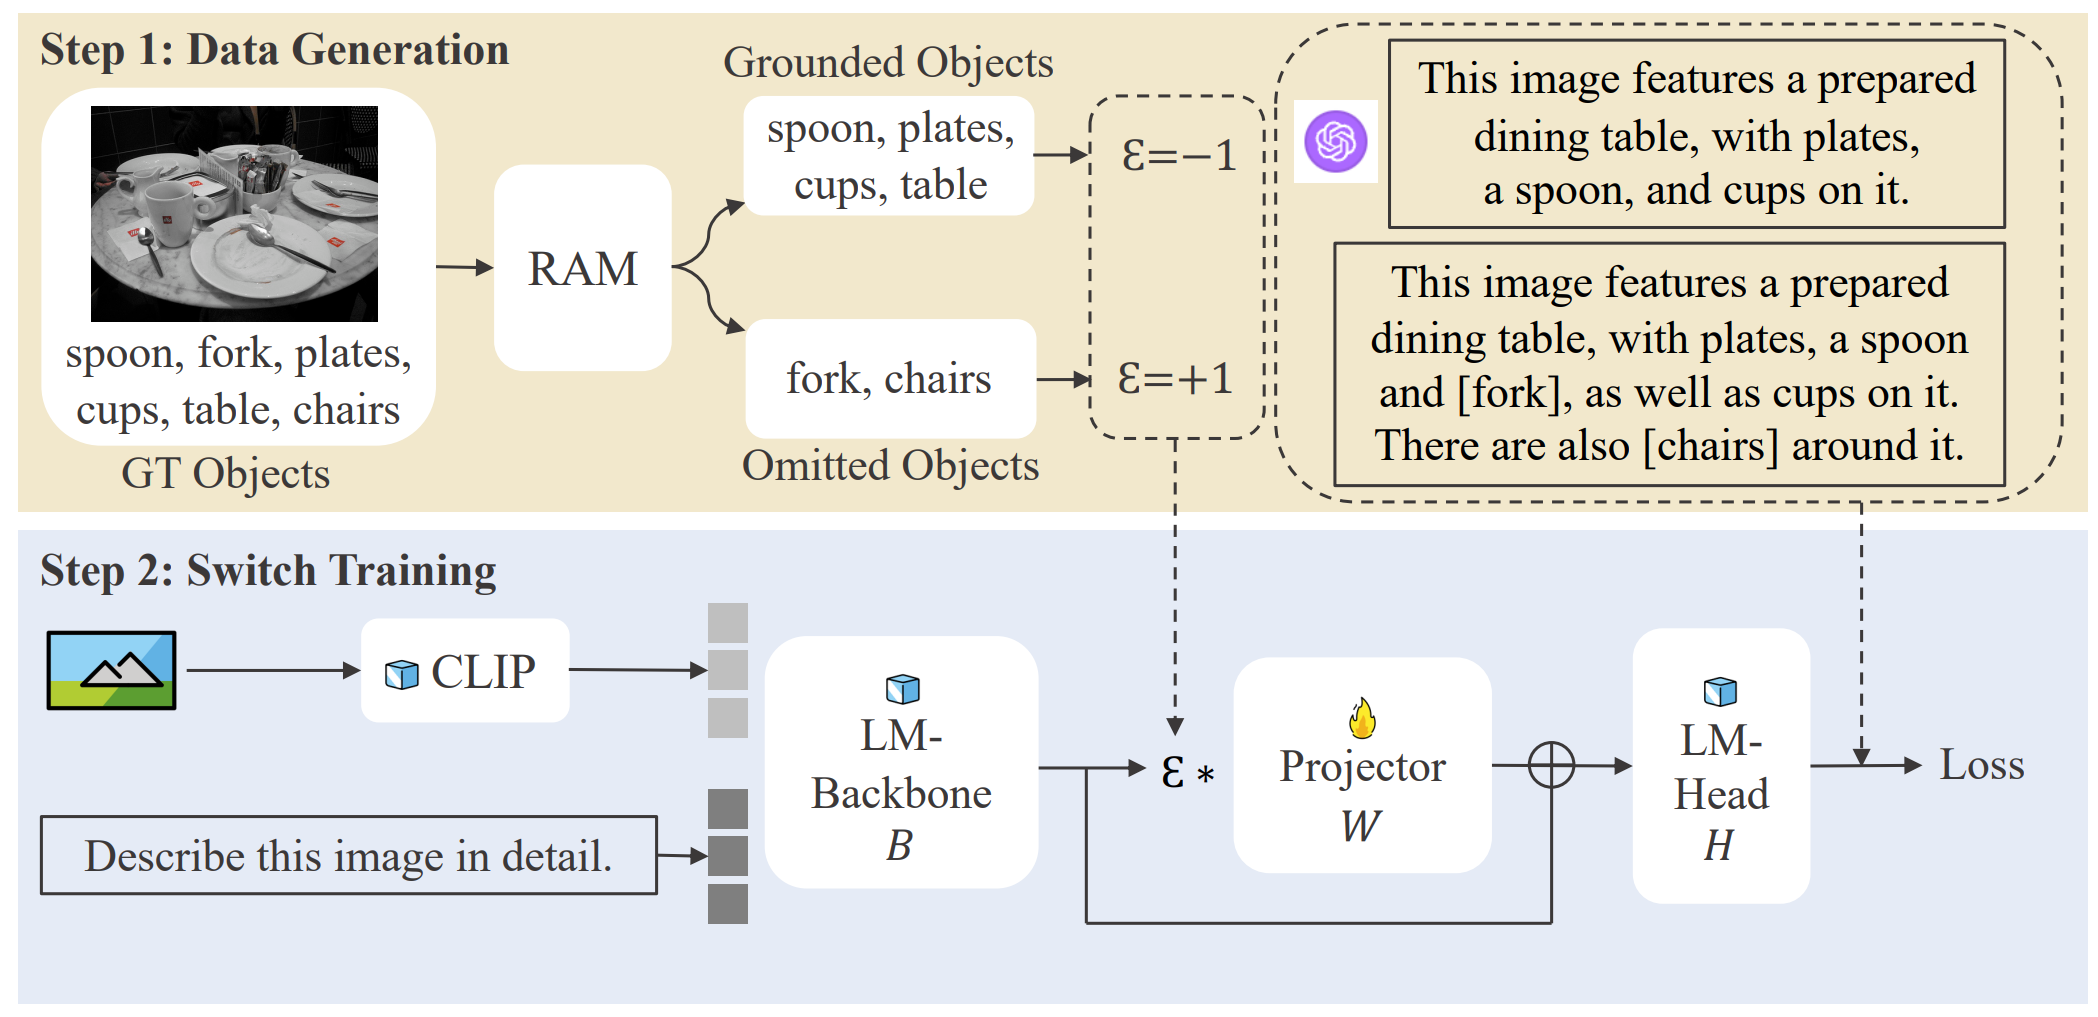 Step 1: Data Generation
spoon, fork, plates,
cups, table, chairs
GT Objects
RAM
Grounded Objects
spoon, plates,
cups, table
fork, chairs
Omitted Objects
Ɛ=−1
Ɛ=+1
This image features a prepared
dining table, with plates,
a spoon, and cups on it.
This image features a prepared
dining table, with plates, a spoon
and [fork], as well as cups on it.
There are also [chairs] around it.
Step 2: Switch Training
CLIP
Describe this image in detail.
LM-
Backbone
B
Ɛ *
Projector
W
LM-
Head
H
Loss